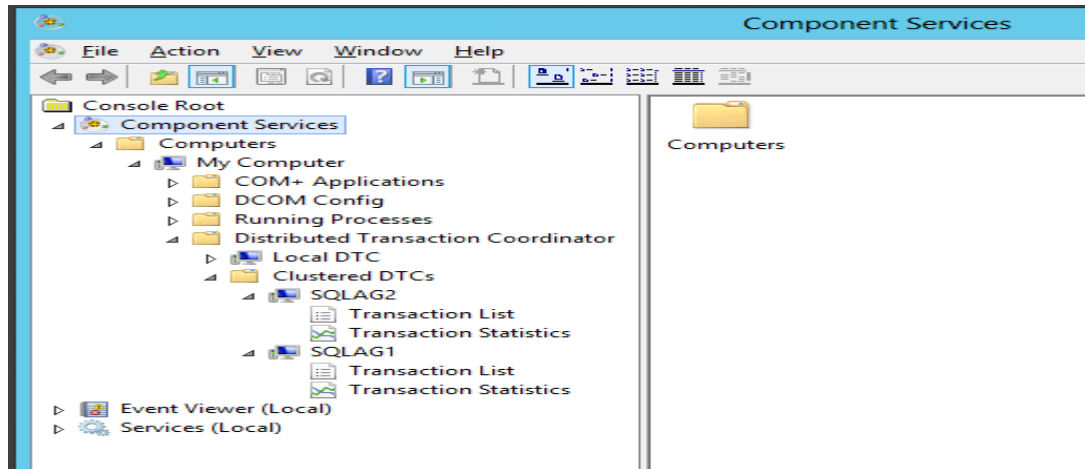 Component Services
File Action View Window Help
Console Root
Component Services
Computers
My Computer
COM+ Applications
DCOM Config
Running Processes
Distributed Transaction Coordinator
Local DTC
Clustered DTCs
SQLAG2
Transaction List
Transaction Statistics
SQLAG1
Transaction List
Transaction Statistics
Event Viewer (Local)
Services (Local)
Computers